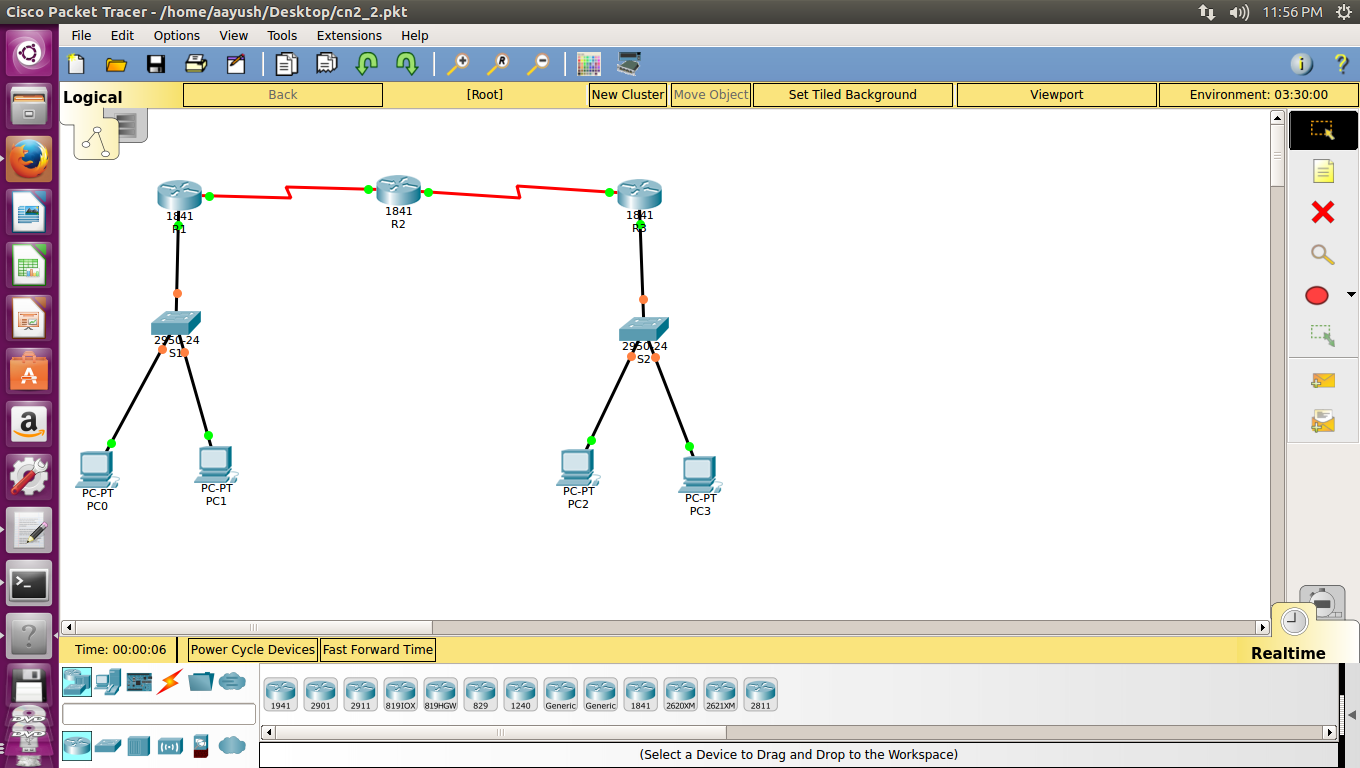 Cisco Packet Tracer - /home/aayush/Desktop/cn2_2.pkt
11:56 PM
File Edit Options View Tools Extensions Help
Logical
Back
[Root]
New Cluster
Move Object
Set Tiled Background
Viewport
Environment: 03:30:00
1841
R1
1841
R2
1841
R3
2950-24
S1
2950-24
S2
PC-PT
PC0
PC-PT
PC1
PC-PT
PC2
PC-PT
PC3
Time: 00:00:06
Power Cycle Devices
Fast Forward Time
Realtime
1941 2901 2911 819IOX 819HGW 829 1240 Generic Generic 1841 2620XM 2621XM 2811
(Select a Device to Drag and Drop to the Workspace)